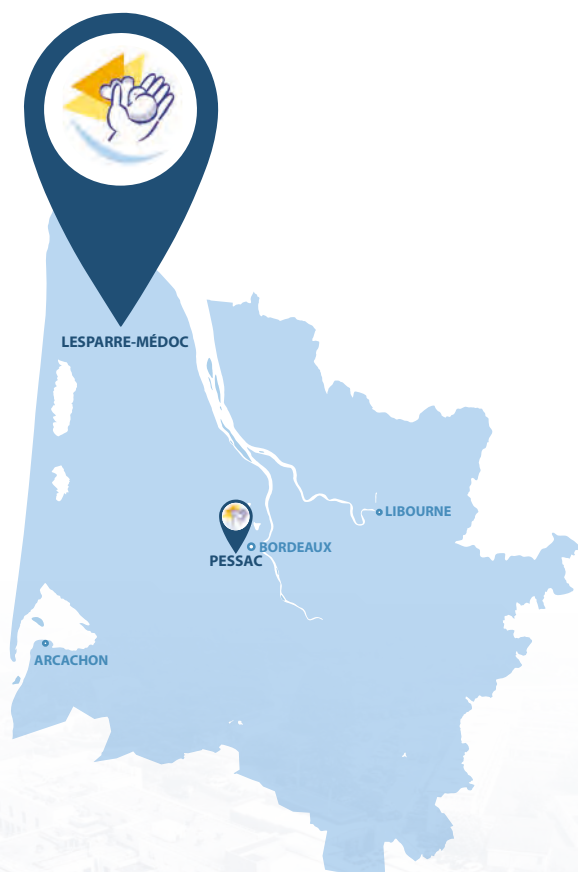 LESPARRE-MÉDOC
LIBOURNE
BORDEAUX
PESSAC
ARCACHON